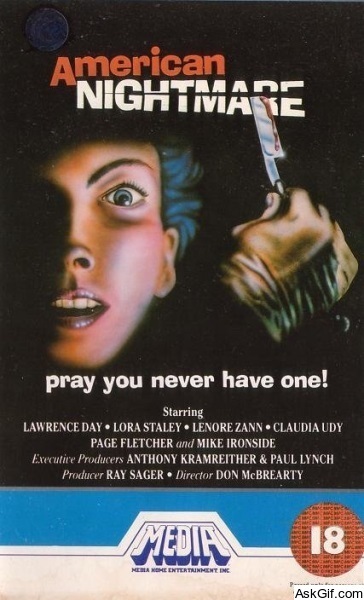 American
NIGHTMARE
pray you never have one!
Starring
LAWRENCE DAY • LORA STALEY • LENORE ZANN • CLAUDIA UDY
PAGE FLETCHER and MIKE IRONSIDE
Executive Producers ANTHONY KRAMREITHER & PAUL LYNCH
Producer RAY SAGER • Director DON McBREARTY
MEDIA
MEDIA HOME ENTERTAINMENT, INC.
18
AskGif.com